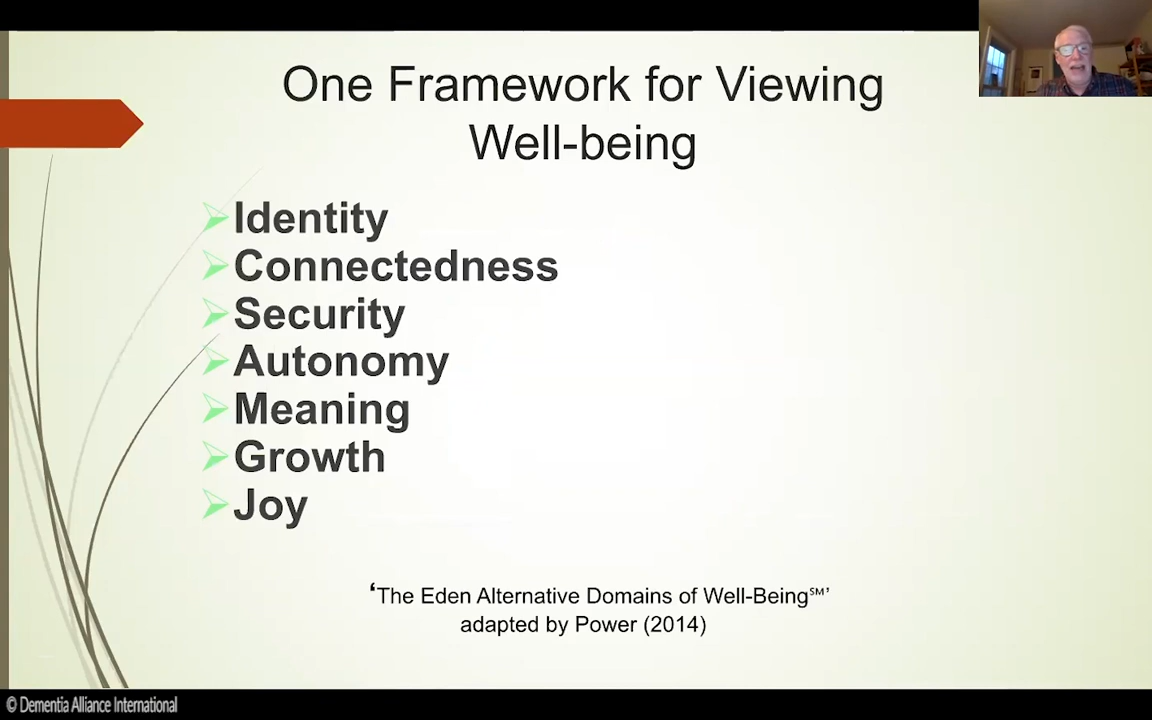 One Framework for Viewing
Well-being
Identity
Connectedness
Security
Autonomy
Meaning
Growth
Joy
‘The Eden Alternative Domains of Well-Being℠’
adapted by Power (2014)
© Dementia Alliance International